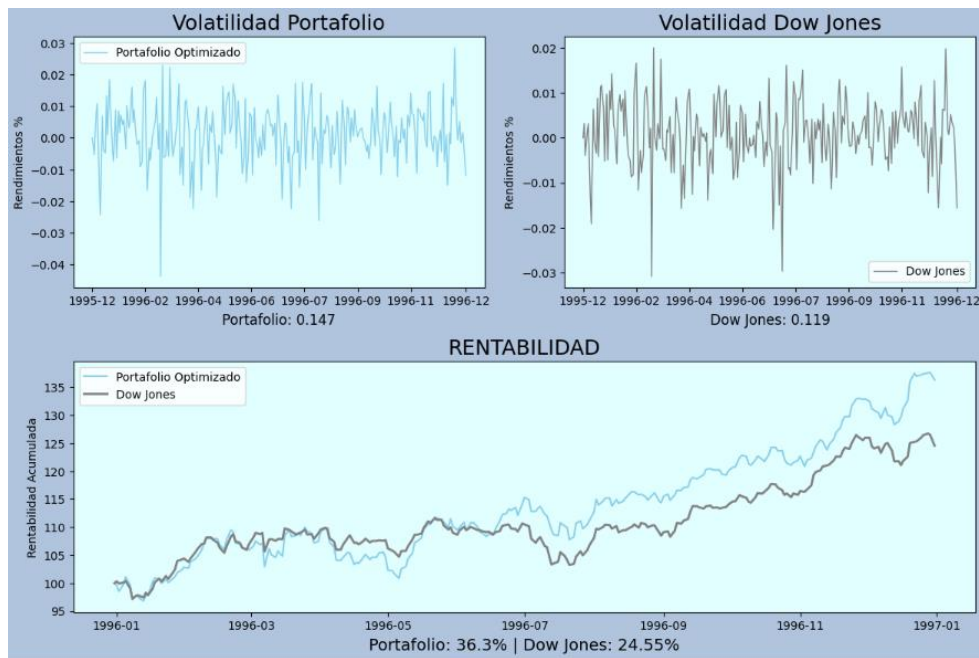 Volatilidad Portafolio
Volatilidad Dow Jones
Portafolio Optimizado
Rendimientos %
0.03
0.02
0.01
0.00
−0.01
−0.02
−0.03
−0.04
1995-12 1996-02 1996-04 1996-06 1996-07 1996-09 1996-11 1996-12
Portafolio: 0.147
Rendimientos %
0.02
0.01
0.00
−0.01
−0.02
−0.03
Dow Jones
1995-12 1996-02 1996-04 1996-06 1996-07 1996-09 1996-11 1996-12
Dow Jones: 0.119
RENTABILIDAD
Portafolio Optimizado
Dow Jones
Rentabilidad Acumulada
135
130
125
120
115
110
105
100
95
1996-01 1996-03 1996-05 1996-07 1996-09 1996-11 1997-01
Portafolio: 36.3% | Dow Jones: 24.55%